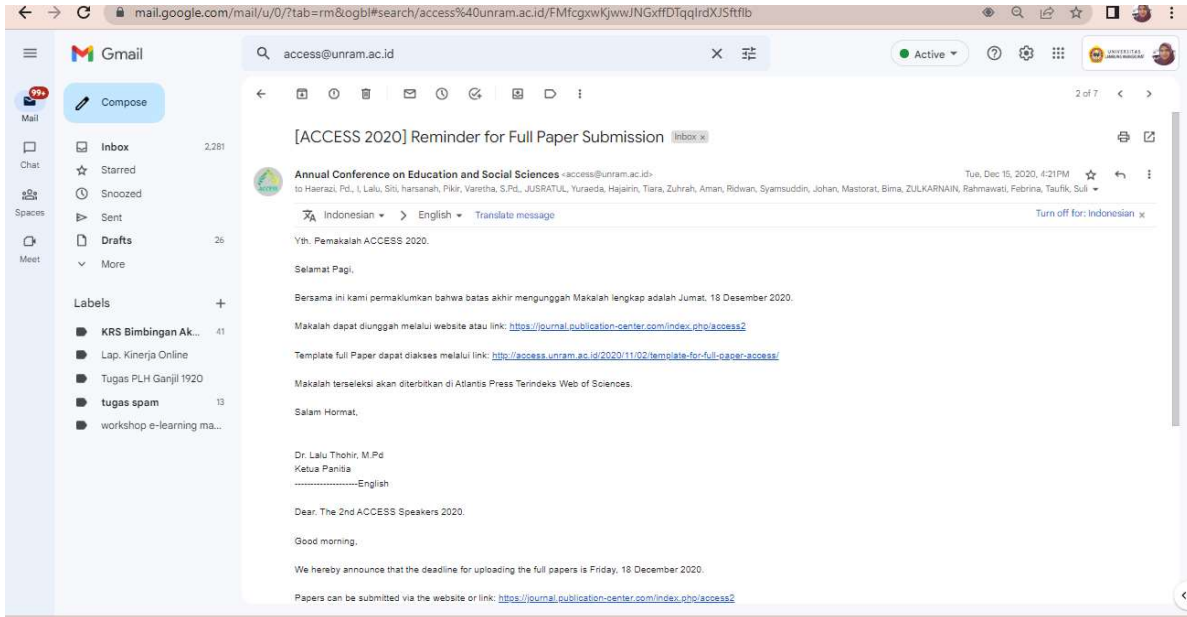 mail.google.com/mail/u/0/?tab=rm&ogbl#search/access%40unram.ac.id/FMfcgxwKjwwJNGxffDTqqIrdXJSftfIb
Gmail
access@unram.ac.id
Active
UNIVERSITAS
99+
Mail
Chat
Spaces
Meet
Compose
Inbox 2,281
Starred
Snoozed
Sent
Drafts 26
More
Labels +
KRS Bimbingan Ak... 41
Lap. Kinerja Online
Tugas PLH Ganjil 1920
tugas spam 13
workshop e-learning ma...
2 of 7
[ACCESS 2020] Reminder for Full Paper Submission Inbox x
Annual Conference on Education and Social Sciences <access@unram.ac.id> Tue, Dec 15, 2020, 4:21 PM
to Haerazi, Pd., I, Lalu, Siti, harsanah, Pikir, Varetha, S.Pd., JUSRATUL, Yuraeda, Hajairin, Tiara, Zuhrah, Aman, Ridwan, Syamsuddin, Johan, Mastorat, Bima, ZULKARNAIN, Rahmawati, Febrina, Taufik, Suli
Indonesian > English Translate message Turn off for: Indonesian x
Yth. Pemakalah ACCESS 2020.
Selamat Pagi,
Bersama ini kami permaklumkan bahwa batas akhir mengunggah Makalah lengkap adalah Jumat, 18 Desember 2020.
Makalah dapat diunggah melalui website atau link: https://journal.publication-center.com/index.php/access2
Template full Paper dapat diakses melalui link: http://access.unram.ac.id/2020/11/02/template-for-full-paper-access/
Makalah terseleksi akan diterbitkan di Atlantis Press Terindeks Web of Sciences.
Salam Hormat,
Dr. Lalu Thohir, M.Pd
Ketua Panitia
--------------------English
Dear. The 2nd ACCESS Speakers 2020.
Good morning,
We hereby announce that the deadline for uploading the full papers is Friday, 18 December 2020.
Papers can be submitted via the website or link: https://journal.publication-center.com/index.php/access2